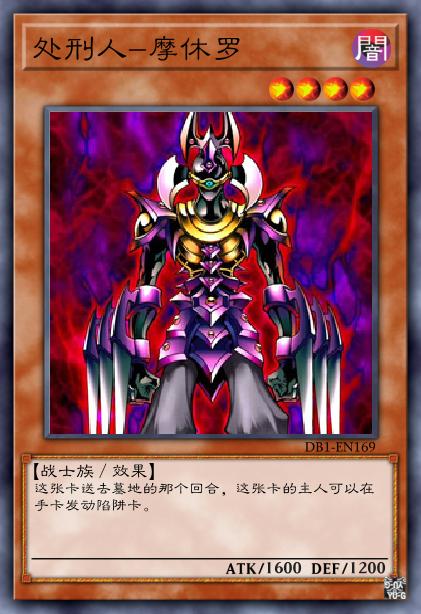 处刑人-摩休罗
闇
DB1-EN169
【战士族／效果】
这张卡送去墓地的那个回合，这张卡的主人可以在
手卡发动陷阱卡。
ATK/1600 DEF/1200